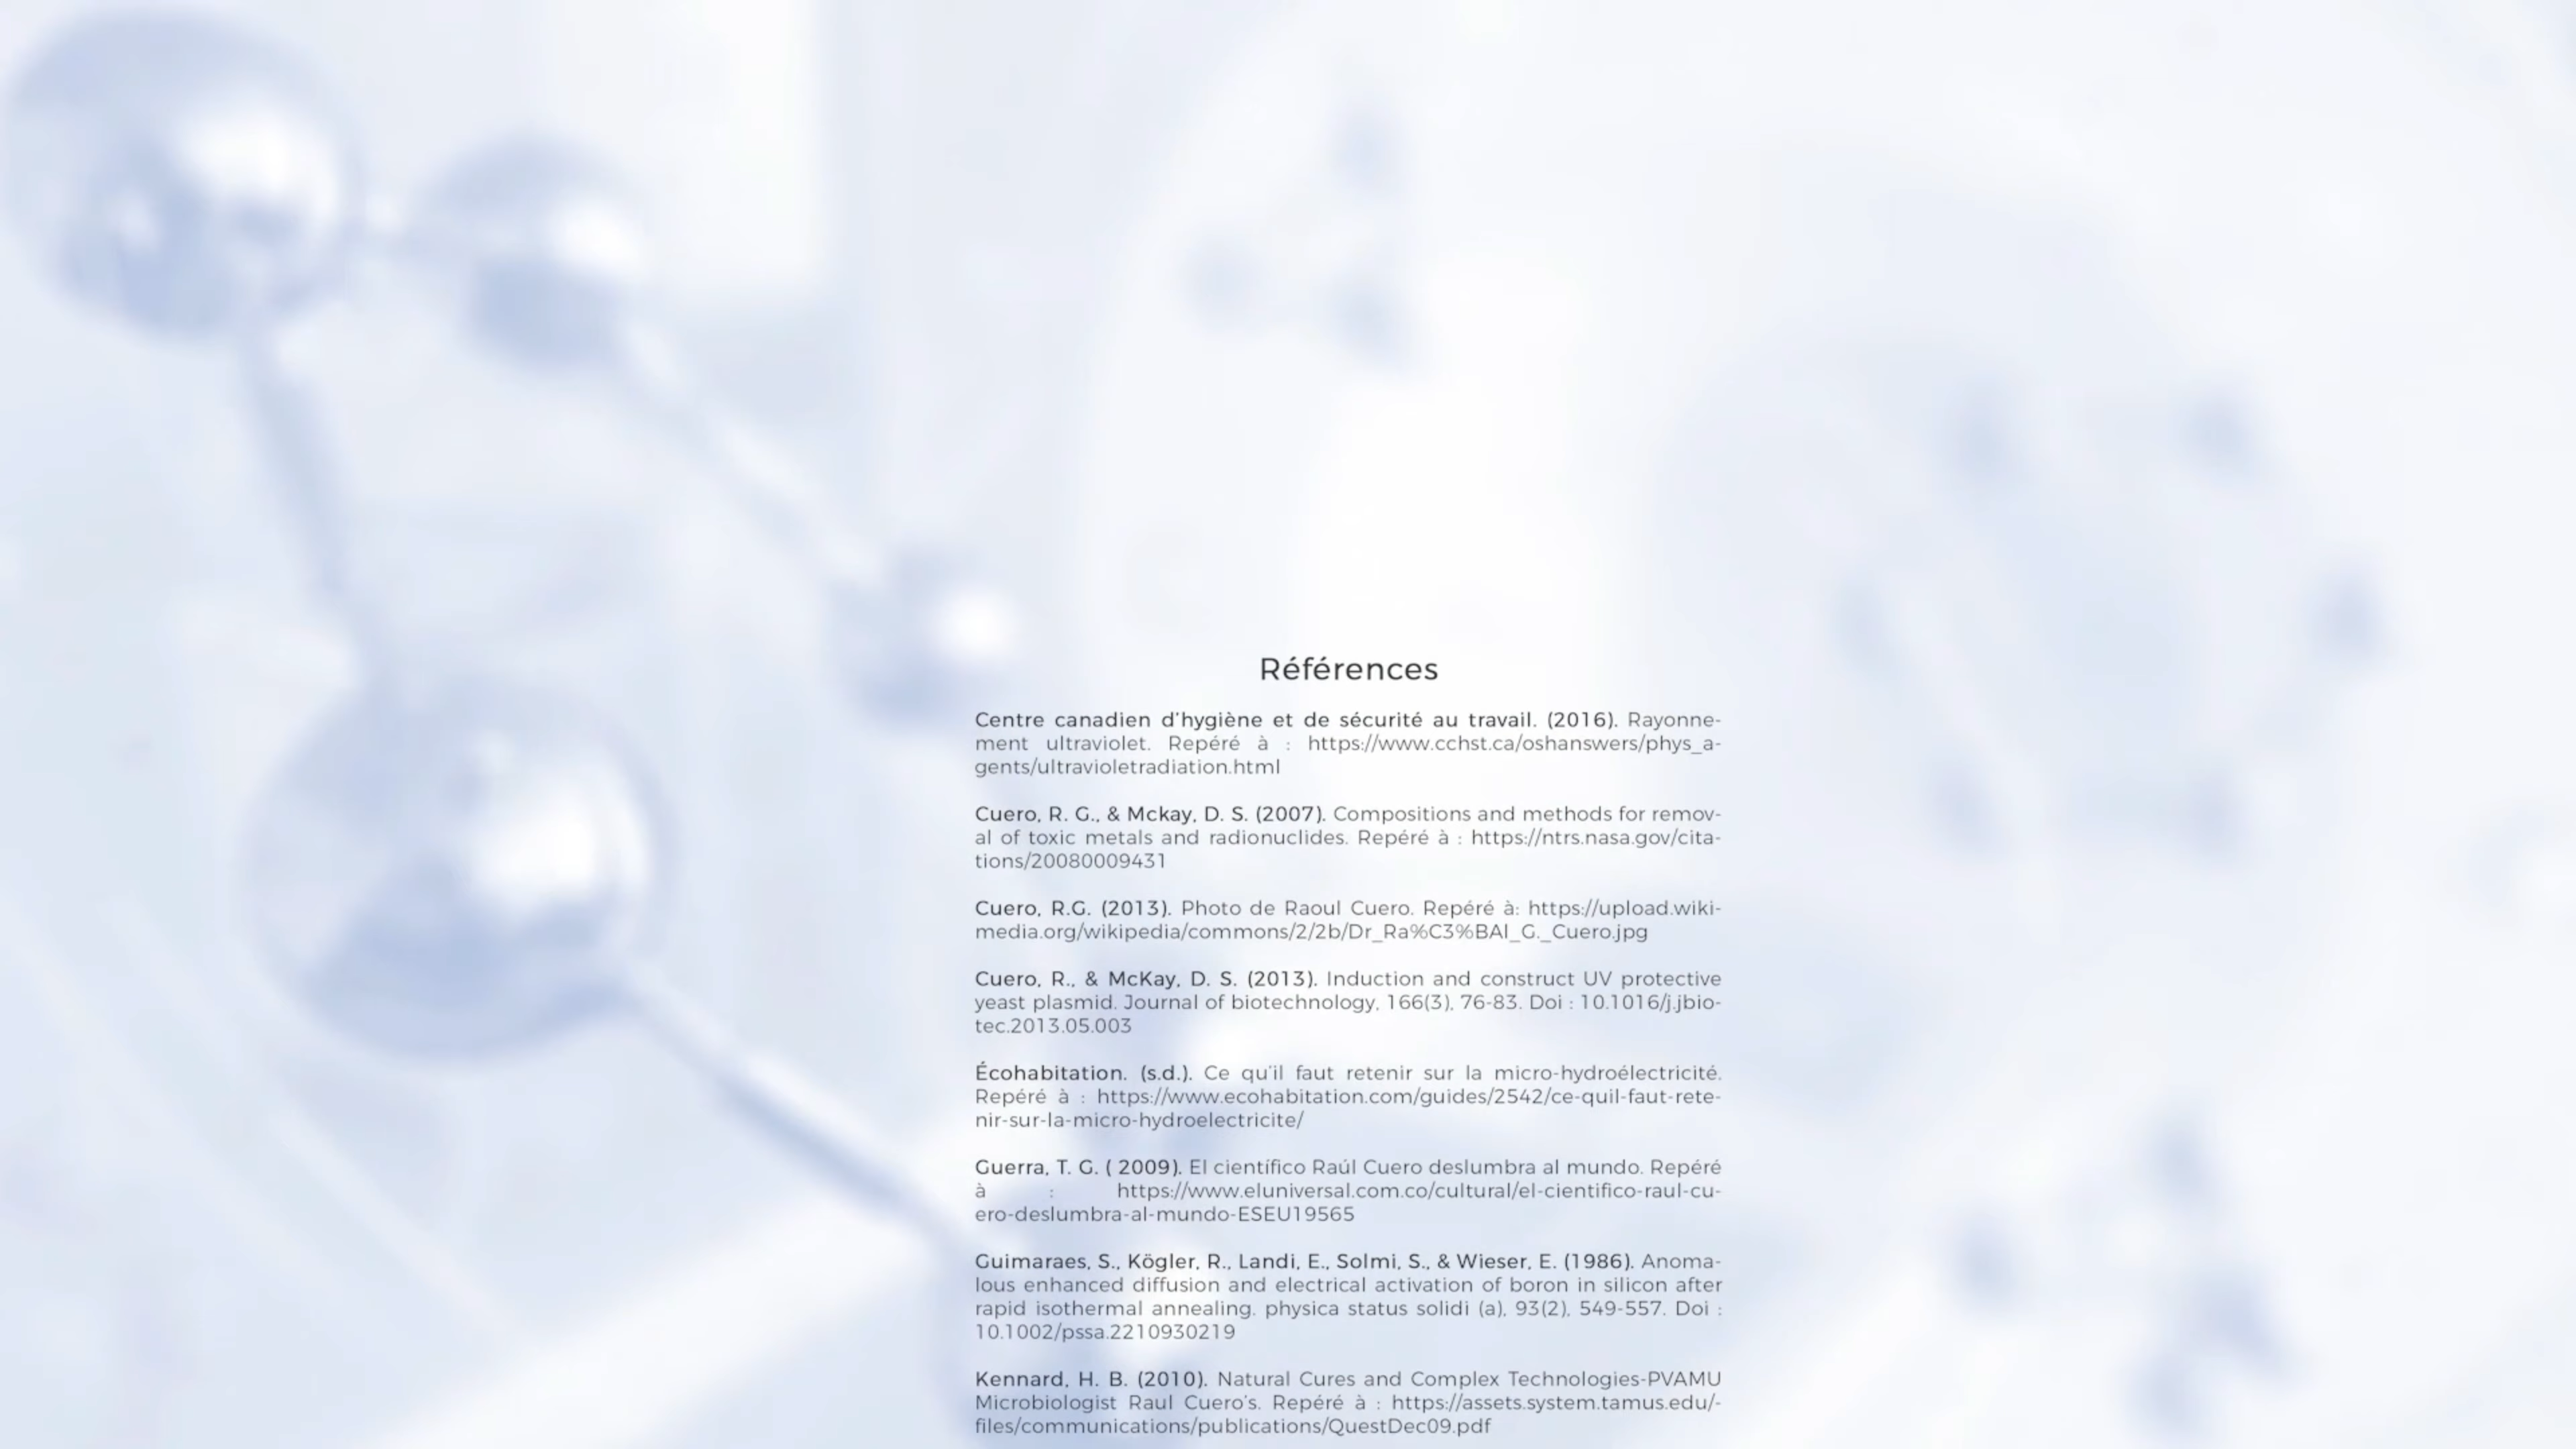 Références
Centre canadien d'hygiène et de sécurité au travail. (2016). Rayonne-
ment ultraviolet. Repéré à : https://www.cchst.ca/oshanswers/phys_a-
gents/ultravioletradiation.html
Cuero, R. G., & Mckay, D. S. (2007). Compositions and methods for remov-
al of toxic metals and radionuclides. Repéré à : https://ntrs.nasa.gov/cita-
tions/20080009431
Cuero, R.G. (2013). Photo de Raoul Cuero. Repéré à: https://upload.wiki-
media.org/wikipedia/commons/2/2b/Dr_Ra%C3%BAl_G._Cuero.jpg
Cuero, R., & McKay, D. S. (2013). Induction and construct UV protective
yeast plasmid. Journal of biotechnology, 166(3), 76-83. Doi : 10.1016/j.jbio-
tec.2013.05.003
Écohabitation. (s.d.). Ce qu'il faut retenir sur la micro-hydroélectricité.
Repéré à : https://www.ecohabitation.com/guides/2542/ce-quil-faut-rete-
nir-sur-la-micro-hydroelectricite/
Guerra, T. G. ( 2009). El científico Raúl Cuero deslumbra al mundo. Repéré
à : https://www.eluniversal.com.co/cultural/el-cientifico-raul-cu-
ero-deslumbra-al-mundo-ESEU19565
Guimaraes, S., Kögler, R., Landi, E., Solmi, S., & Wieser, E. (1986). Anoma-
lous enhanced diffusion and electrical activation of boron in silicon after
rapid isothermal annealing. physica status solidi (a), 93(2), 549-557. Doi :
10.1002/pssa.2210930219
Kennard, H. B. (2010). Natural Cures and Complex Technologies-PVAMU
Microbiologist Raul Cuero's. Repéré à : https://assets.system.tamus.edu/-
files/communications/publications/QuestDec09.pdf